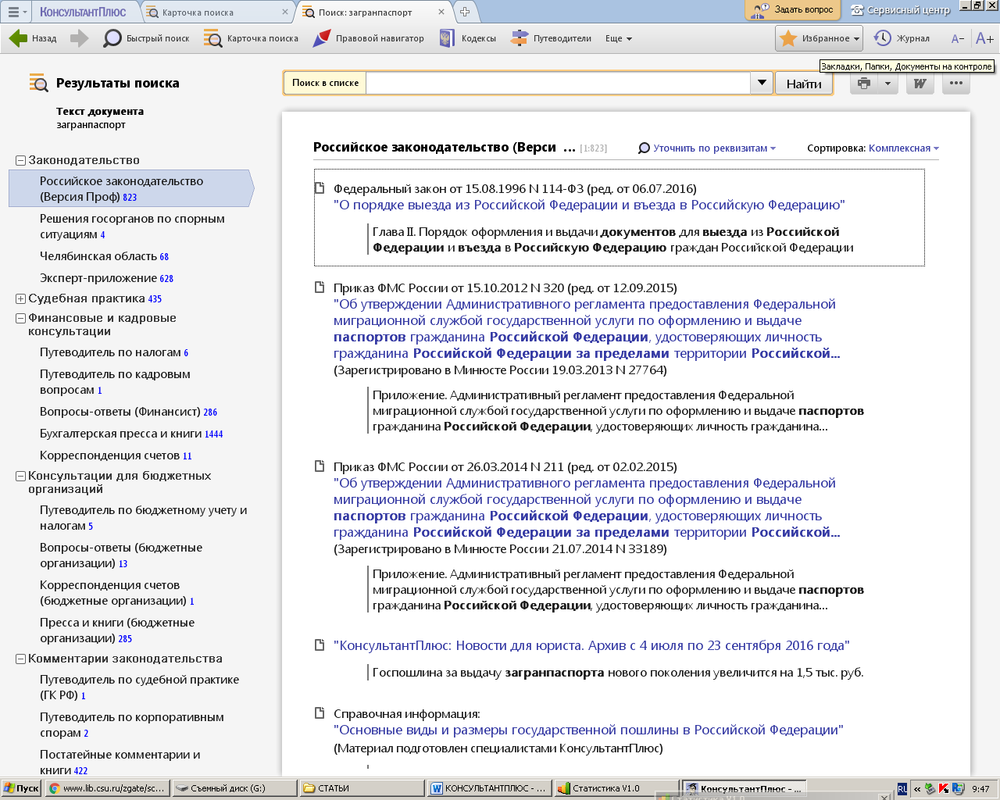 КОНСУЛЬТАНТПЛЮС
Карточка поиска
Поиск: загранпаспорт
Задать вопрос
Сервисный центр
Назад
Быстрый поиск
Карточка поиска
Правовой навигатор
Кодексы
Путеводители
Еще
Избранное
Журнал
A−
A+
Закладки, Папки, Документы на контроле
Результаты поиска
Текст документа
загранпаспорт
Поиск в списке
Найти
W
Законодательство
Российское законодательство
(Версия Проф) 823
Решения госорганов по спорным
ситуациям 4
Челябинская область 68
Эксперт-приложение 628
Судебная практика 435
Финансовые и кадровые
консультации
Путеводитель по налогам 6
Путеводитель по кадровым
вопросам 1
Вопросы-ответы (Финансист) 286
Бухгалтерская пресса и книги 1444
Корреспонденция счетов 11
Консультации для бюджетных
организаций
Путеводитель по бюджетному учету и
налогам 5
Вопросы-ответы (бюджетные
организации) 13
Корреспонденция счетов
(бюджетные организации) 1
Пресса и книги (бюджетные
организации) 285
Комментарии законодательства
Путеводитель по судебной практике
(ГК РФ) 1
Путеводитель по корпоративным
спорам 2
Постатейные комментарии и
книги 422
Российское законодательство (Верси ... [1:823]
Уточнить по реквизитам
Сортировка: Комплексная
Федеральный закон от 15.08.1996 N 114-ФЗ (ред. от 06.07.2016)
"О порядке выезда из Российской Федерации и въезда в Российскую Федерацию"
Глава II. Порядок оформления и выдачи документов для выезда из Российской
Федерации и въезда в Российскую Федерацию граждан Российской Федерации
Приказ ФМС России от 15.10.2012 N 320 (ред. от 12.09.2015)
"Об утверждении Административного регламента предоставления Федеральной
миграционной службой государственной услуги по оформлению и выдаче
паспортов гражданина Российской Федерации, удостоверяющих личность
гражданина Российской Федерации за пределами территории Российской...
(Зарегистрировано в Минюсте России 19.03.2013 N 27764)
Приложение. Административный регламент предоставления Федеральной
миграционной службой государственной услуги по оформлению и выдаче паспортов
гражданина Российской Федерации, удостоверяющих личность гражданина...
Приказ ФМС России от 26.03.2014 N 211 (ред. от 02.02.2015)
"Об утверждении Административного регламента предоставления Федеральной
миграционной службой государственной услуги по оформлению и выдаче
паспортов гражданина Российской Федерации, удостоверяющих личность
гражданина Российской Федерации за пределами территории Российской...
(Зарегистрировано в Минюсте России 21.07.2014 N 33189)
Приложение. Административный регламент предоставления Федеральной
миграционной службой государственной услуги по оформлению и выдаче паспортов
гражданина Российской Федерации, удостоверяющих личность гражданина...
"КонсультантПлюс: Новости для юриста. Архив с 4 июля по 23 сентября 2016 года"
Госпошлина за выдачу загранпаспорта нового поколения увеличится на 1,5 тыс. руб.
Справочная информация:
"Основные виды и размеры государственной пошлины в Российской Федерации"
(Материал подготовлен специалистами КонсультантПлюс)
Пуск
www.lib.csu.ru/zgate/sc...
Съемный диск (G:)
СТАТЬИ
КОНСУЛЬТАНТПЛЮС - ...
Статистика V1.0
КонсультантПлюс - ...
RU
9:47
Статистика V1.0